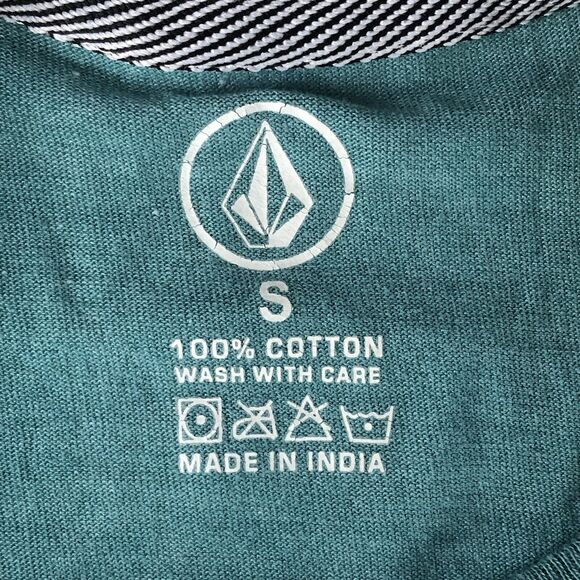 S
100% COTTON
WASH WITH CARE
MADE IN INDIA